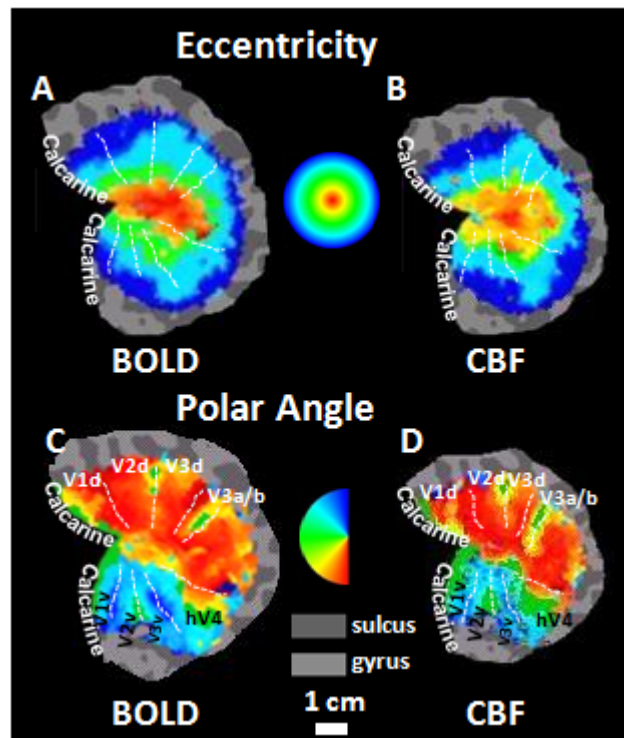 Eccentricity
A
B
Calcarine
Calcarine
Calcarine
Calcarine
BOLD
CBF
Polar Angle
C
D
V1d
V2d
V3d
V3a/b
Calcarine
Calcarine
V1v
V2v
V3v
hV4
V1d
V2d
V3d
V3a/b
Calcarine
Calcarine
V1v
V2v
V3v
hV4
sulcus
gyrus
1 cm
BOLD
CBF